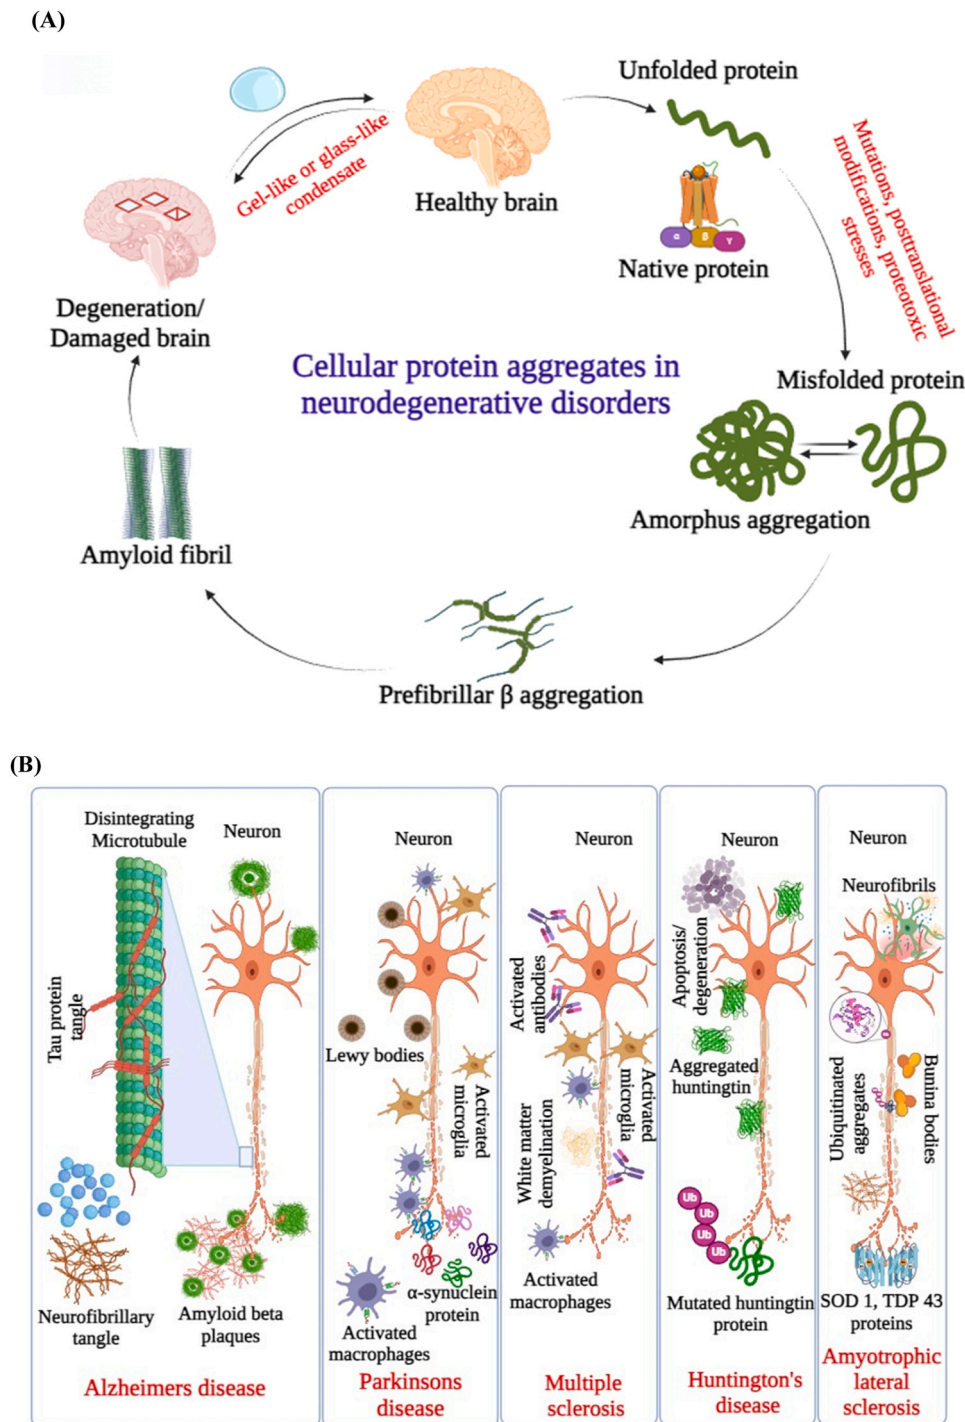 (A)
Unfolded protein
Gel-like or glass-like
condensate
Healthy brain
α β γ
Native protein
Mutations, posttranslational
modifications, proteotoxic
stresses
Degeneration/
Damaged brain
Cellular protein aggregates in
neurodegenerative disorders
Misfolded protein
Amorphus aggregation
Amyloid fibril
Prefibrillar β aggregation
(B)
Disintegrating
Microtubule
Neuron
Tau protein
tangle
Neurofibrillary
tangle
Amyloid beta
plaques
Alzheimers disease
Neuron
Lewy bodies
Activated
microglia
α-synuclein
protein
Activated
macrophages
Parkinsons
disease
Neuron
Activated
antibodies
Activated
microglia
White matter
demyelination
Activated
macrophages
Multiple
sclerosis
Neuron
Apoptosis/
degeneration
Aggregated
huntingtin
Ub
Ub
Ub
Ub
Mutated huntingtin
protein
Huntington's
disease
Neuron
Neurofibrils
Ubiquitinated
aggregates
Bunina bodies
SOD 1, TDP 43
proteins
Amyotrophic
lateral
sclerosis